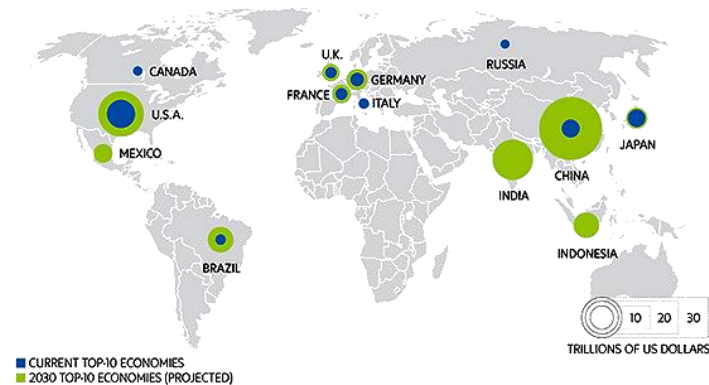 U.K.
RUSSIA
CANADA
GERMANY
FRANCE
ITALY
U.S.A.
JAPAN
MEXICO
CHINA
INDIA
INDONESIA
BRAZIL
10 20 30
TRILLIONS OF US DOLLARS
CURRENT TOP-10 ECONOMIES
2030 TOP-10 ECONOMIES (PROJECTED)